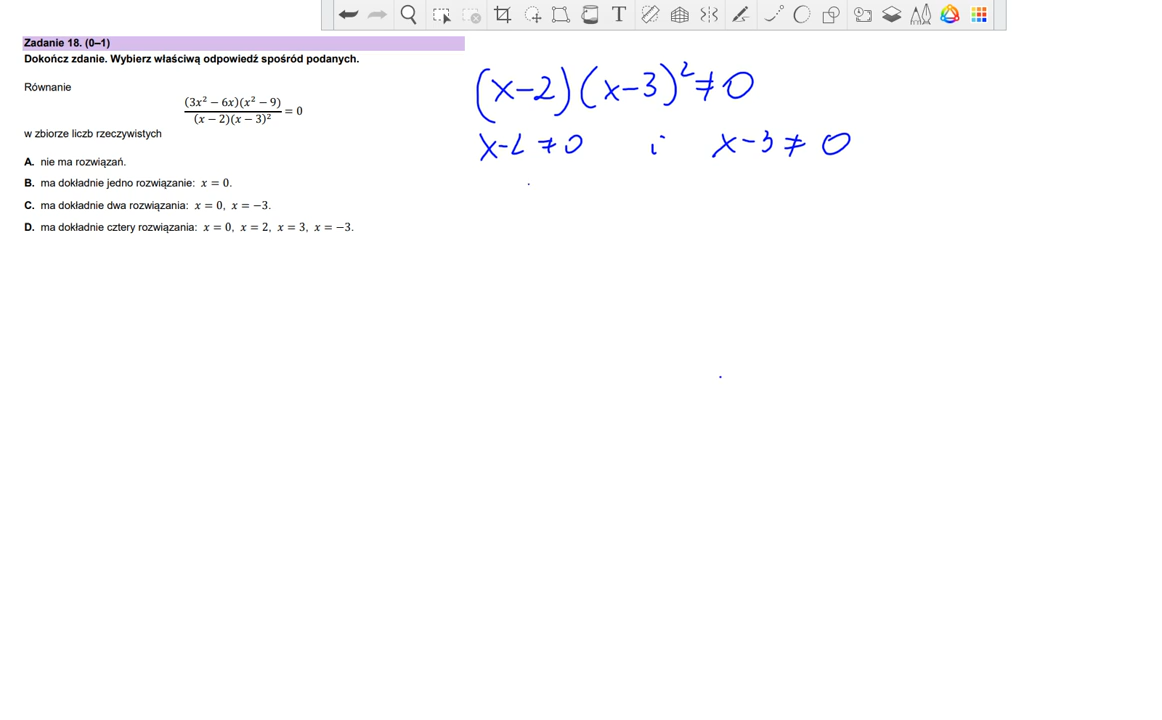 Zadanie 18. (0–1)
Dokończ zdanie. Wybierz właściwą odpowiedź spośród podanych.
Równanie
(3x² – 6x)(x² – 9)
(x – 2)(x – 3)²
= 0
w zbiorze liczb rzeczywistych
A. nie ma rozwiązań.
B. ma dokładnie jedno rozwiązanie: x = 0.
C. ma dokładnie dwa rozwiązania: x = 0, x = −3.
D. ma dokładnie cztery rozwiązania: x = 0, x = 2, x = 3, x = −3.
(x-2)(x-3)²≠0
x-2≠0 i x-3≠0